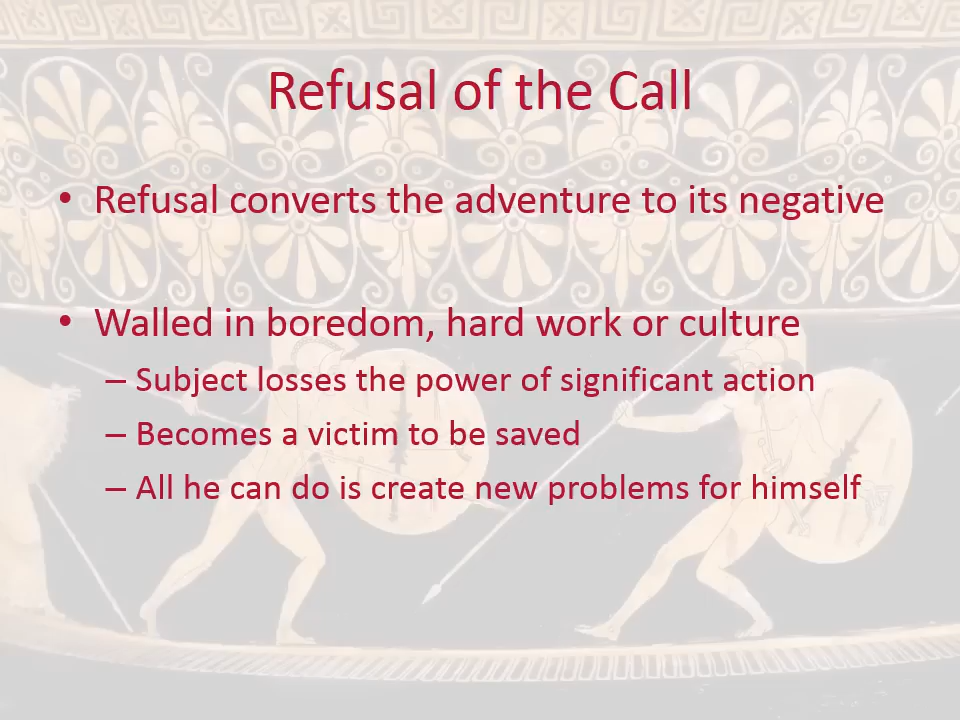 Refusal of the Call
• Refusal converts the adventure to its negative
• Walled in boredom, hard work or culture
– Subject losses the power of significant action
– Becomes a victim to be saved
– All he can do is create new problems for himself